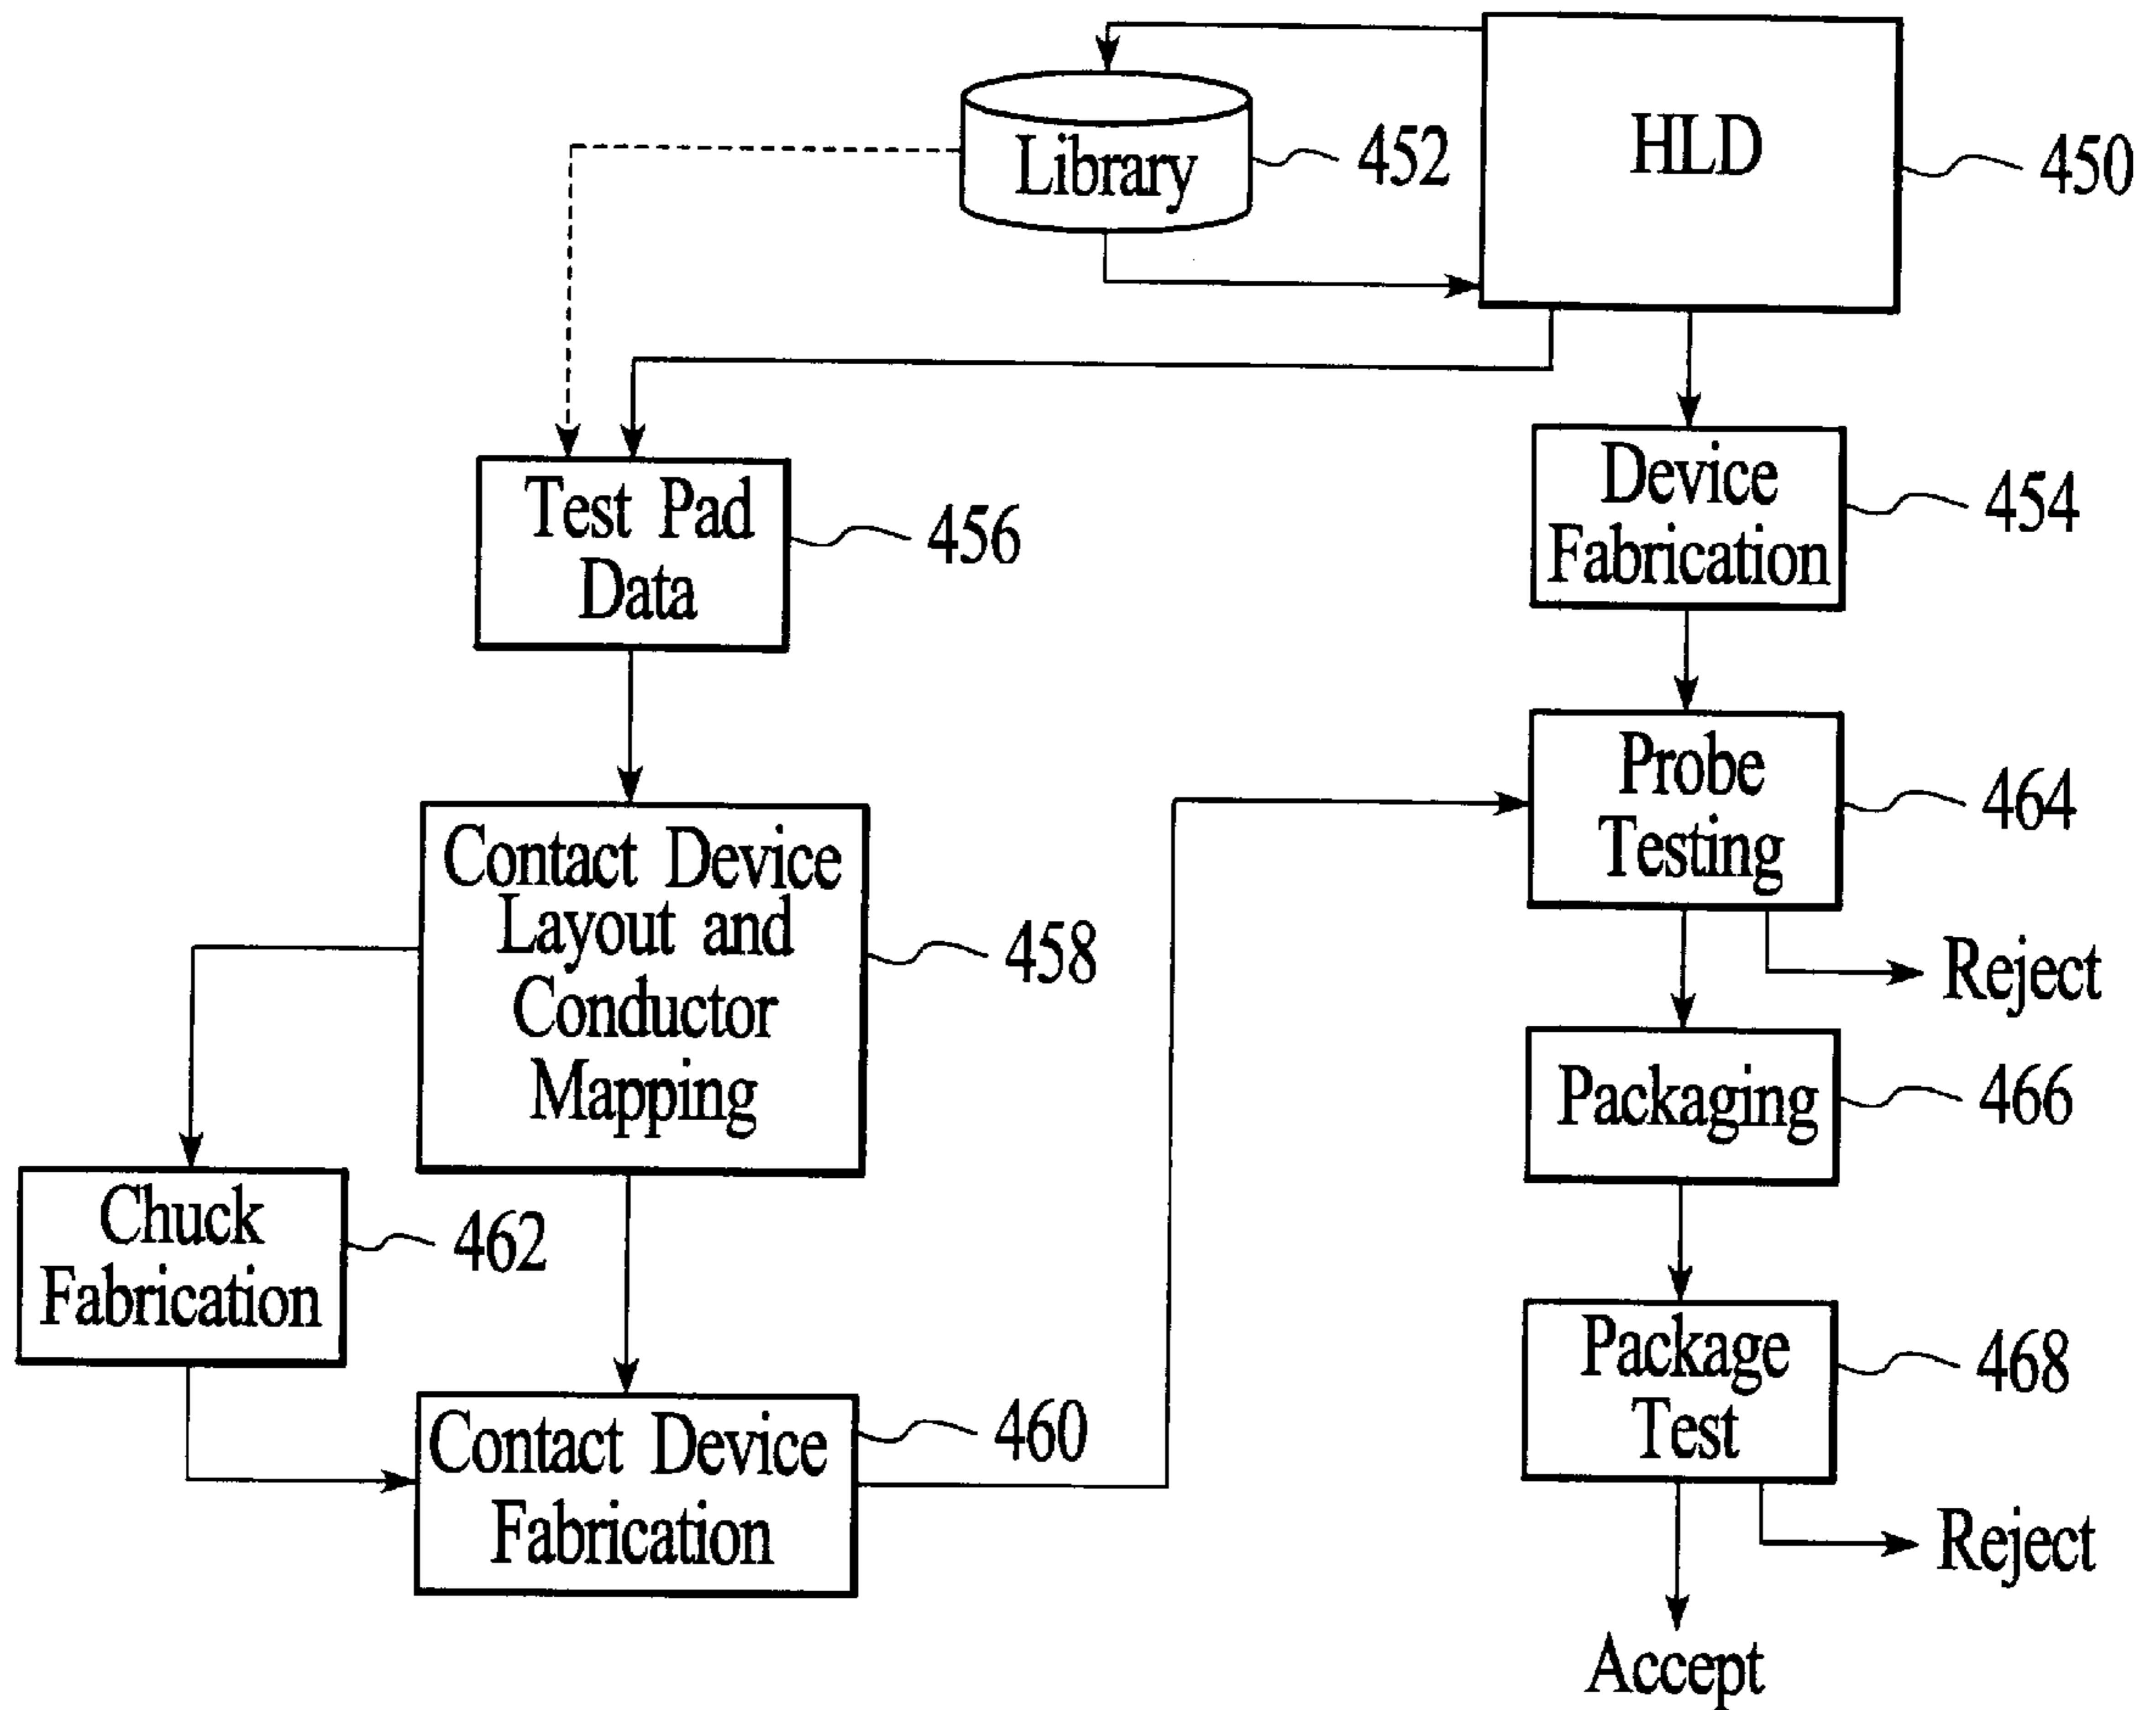 HLD
450
Library
452
Test Pad
Data
456
Device
Fabrication
454
Contact Device
Layout and
Conductor
Mapping
458
Probe
Testing
464
Reject
Packaging
466
Chuck
Fabrication
462
Contact Device
Fabrication
460
Package
Test
468
Reject
Accept